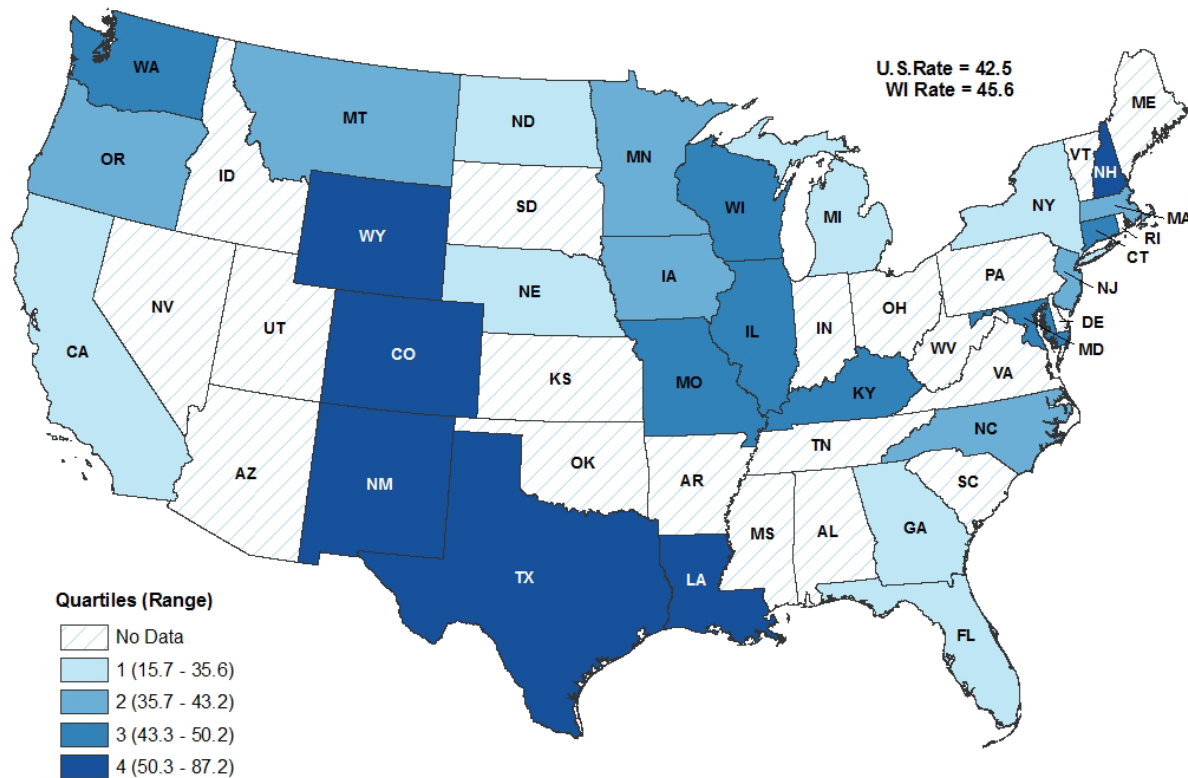 U.S.Rate = 42.5
WI Rate = 45.6
WA
MT
ND
MN
ME
OR
ID
SD
WI
MI
VT
NH
NY
MA
WY
RI
CT
IA
NE
PA
NJ
NV
UT
CO
IL
IN
OH
DE
MD
CA
KS
MO
WV
VA
KY
AZ
NM
OK
AR
TN
NC
SC
MS
AL
GA
TX
LA
FL
Quartiles (Range)
No Data
1 (15.7 - 35.6)
2 (35.7 - 43.2)
3 (43.3 - 50.2)
4 (50.3 - 87.2)